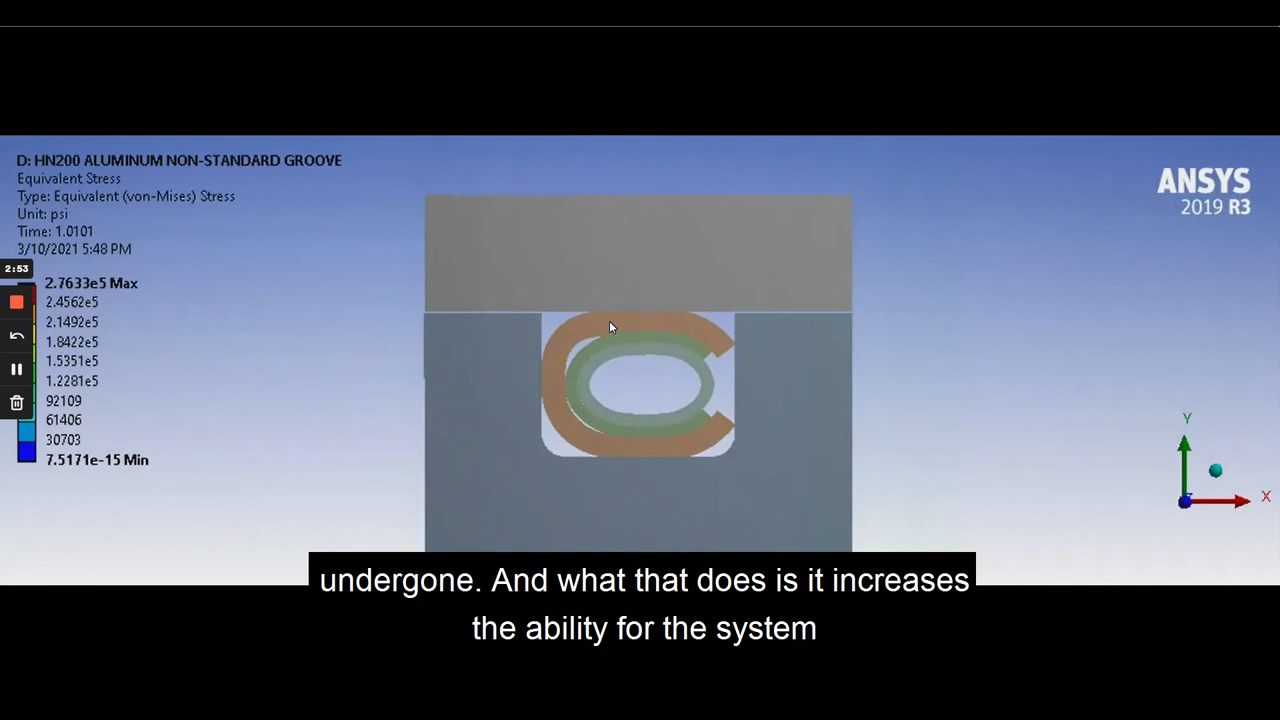 D: HN200 ALUMINUM NON-STANDARD GROOVE
Equivalent Stress
Type: Equivalent (von-Mises) Stress
Unit: psi
Time: 1.0101
3/10/2021 5:48 PM
2:53
2.7633e5 Max
2.4562e5
2.1492e5
1.8422e5
1.5351e5
1.2281e5
92109
61406
30703
7.5171e-15 Min
ANSYS
2019 R3
Y
X
undergone. And what that does is it increases
the ability for the system